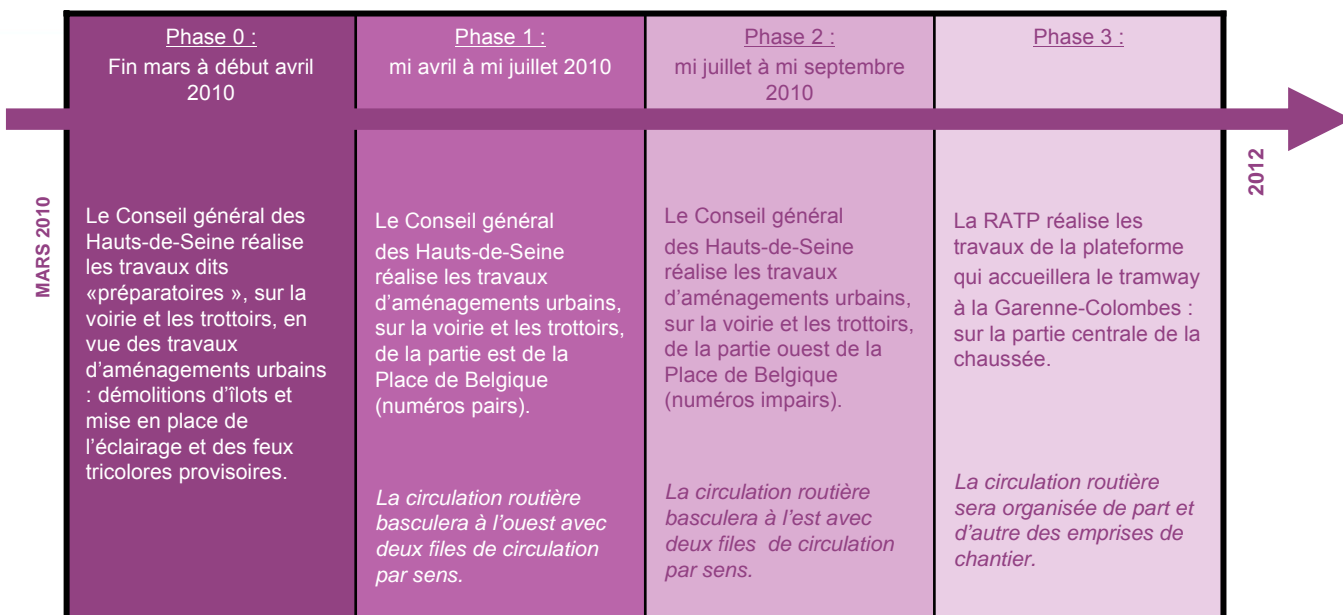 MARS 2010
Phase 0 :
Fin mars à début avril
2010
Le Conseil général des
Hauts-de-Seine réalise
les travaux dits
«préparatoires », sur la
voirie et les trottoirs, en
vue des travaux
d’aménagements urbains
: démolitions d’îlots et
mise en place de
l’éclairage et des feux
tricolores provisoires.
Phase 1 :
mi avril à mi juillet 2010
Le Conseil général
des Hauts-de-Seine
réalise les travaux
d’aménagements urbains,
sur la voirie et les trottoirs,
de la partie est de la
Place de Belgique
(numéros pairs).
La circulation routière
basculera à l’ouest avec
deux files de circulation
par sens.
Phase 2 :
mi juillet à mi septembre
2010
Le Conseil général
des Hauts-de-Seine
réalise les travaux
d’aménagements urbains,
sur la voirie et les trottoirs,
de la partie ouest de la
Place de Belgique
(numéros impairs).
La circulation routière
basculera à l’est avec
deux files de circulation
par sens.
Phase 3 :
La RATP réalise les
travaux de la plateforme
qui accueillera le tramway
à la Garenne-Colombes :
sur la partie centrale de la
chaussée.
La circulation routière
sera organisée de part et
d’autre des emprises de
chantier.
2012